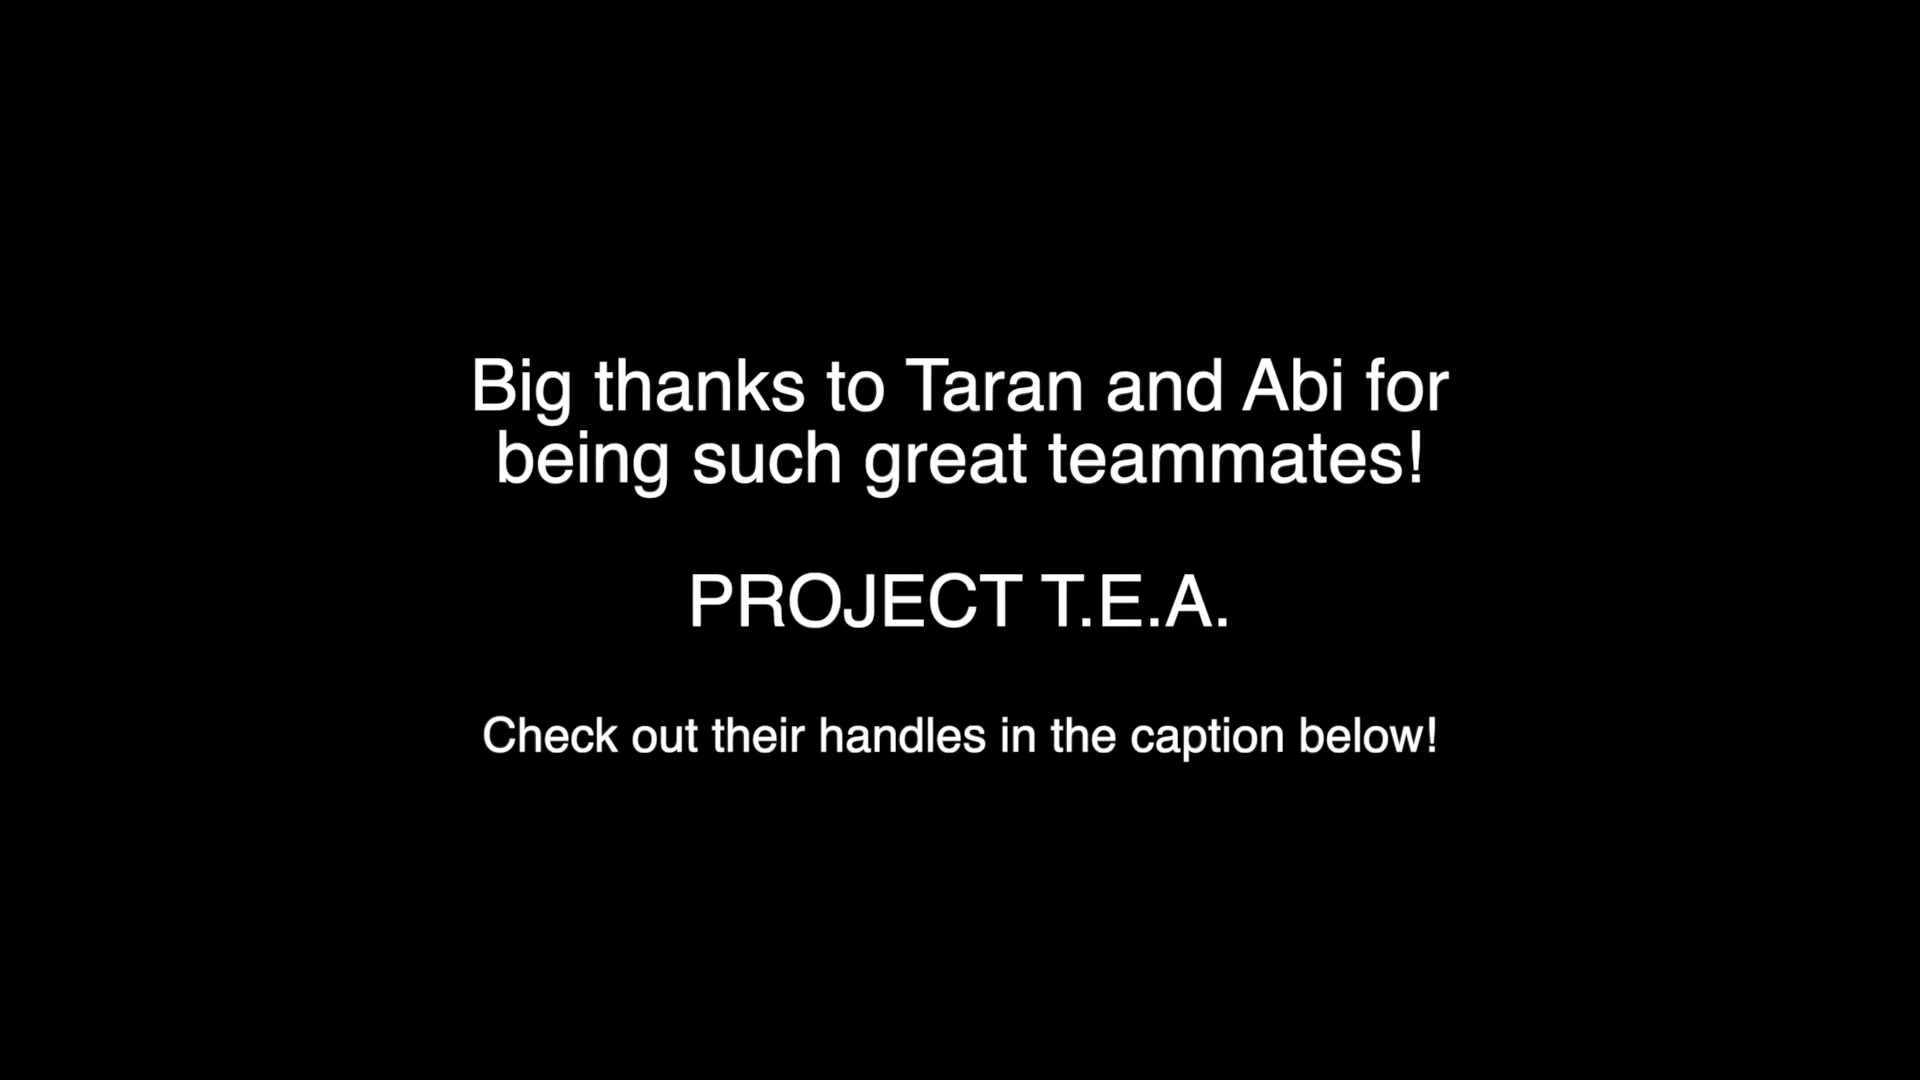 Big thanks to Taran and Abi for
being such great teammates!
PROJECT T.E.A.
Check out their handles in the caption below!